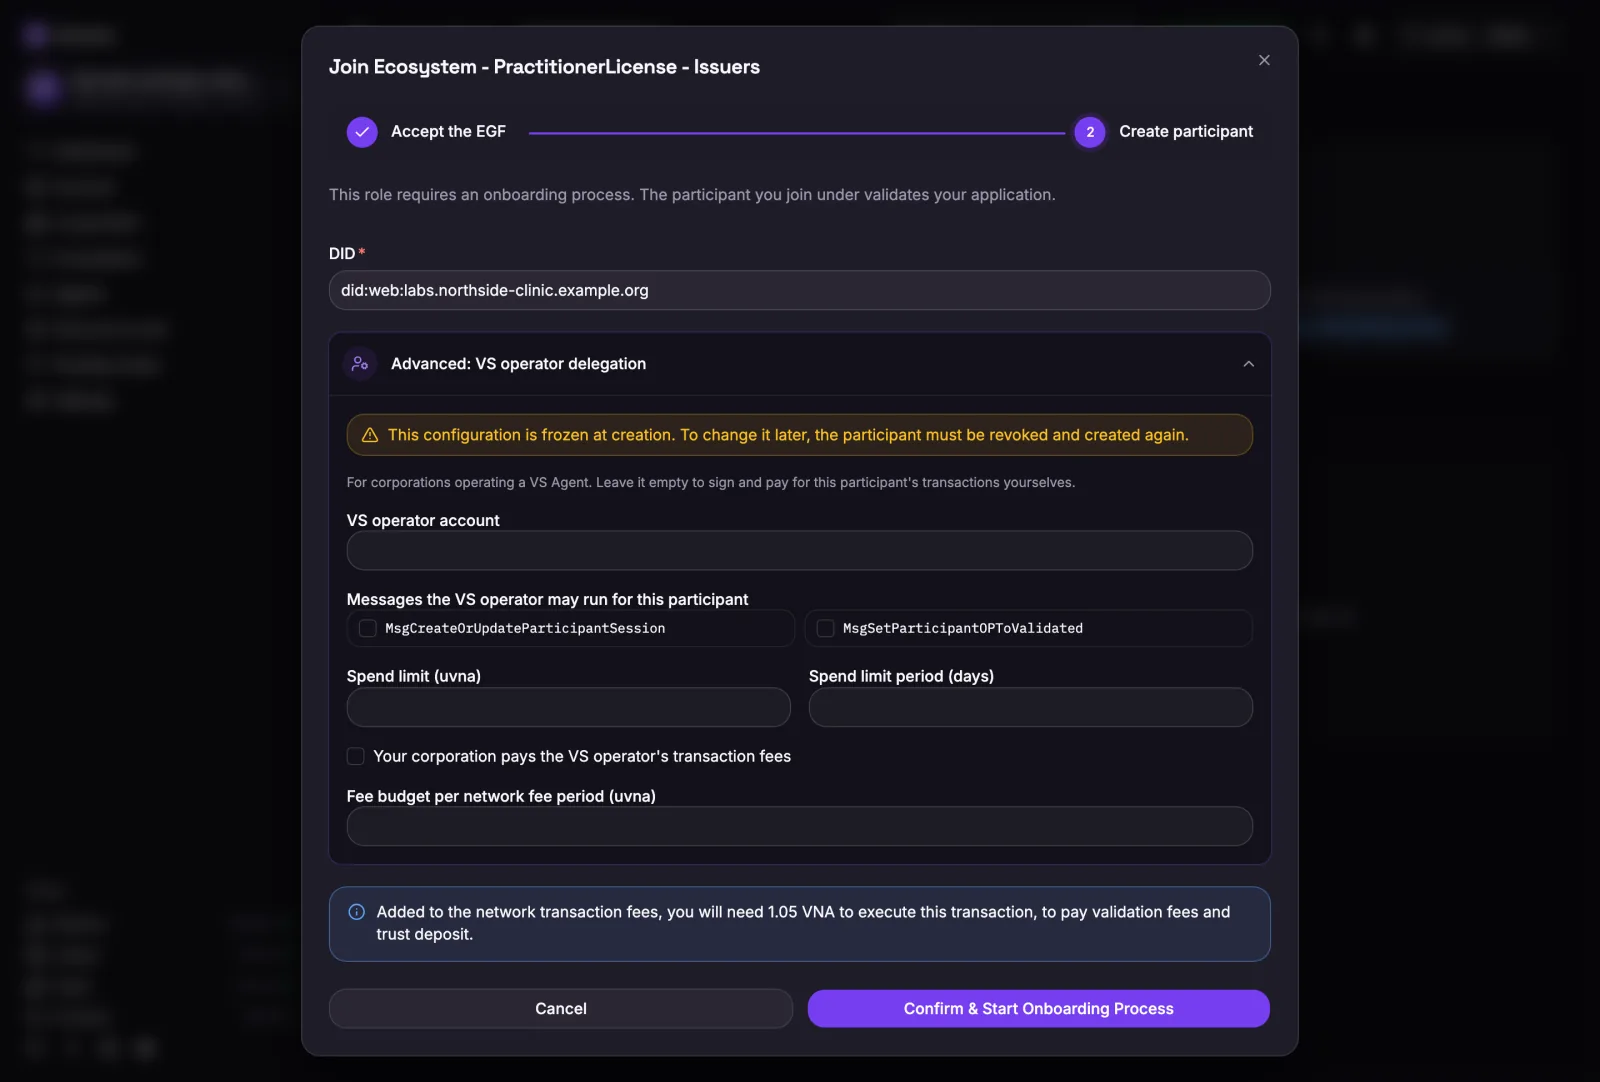 Join Ecosystem - PractitionerLicense - Issuers
Accept the EGF
2
Create participant
This role requires an onboarding process. The participant you join under validates your application.
DID*
did:web:labs.northside-clinic.example.org
Advanced: VS operator delegation
This configuration is frozen at creation. To change it later, the participant must be revoked and created again.
For corporations operating a VS Agent. Leave it empty to sign and pay for this participant's transactions yourselves.
VS operator account
Messages the VS operator may run for this participant
MsgCreateOrUpdateParticipantSession
MsgSetParticipantOPToValidated
Spend limit (uvna)
Spend limit period (days)
Your corporation pays the VS operator's transaction fees
Fee budget per network fee period (uvna)
Added to the network transaction fees, you will need 1.05 VNA to execute this transaction, to pay validation fees and
trust deposit.
Cancel
Confirm & Start Onboarding Process